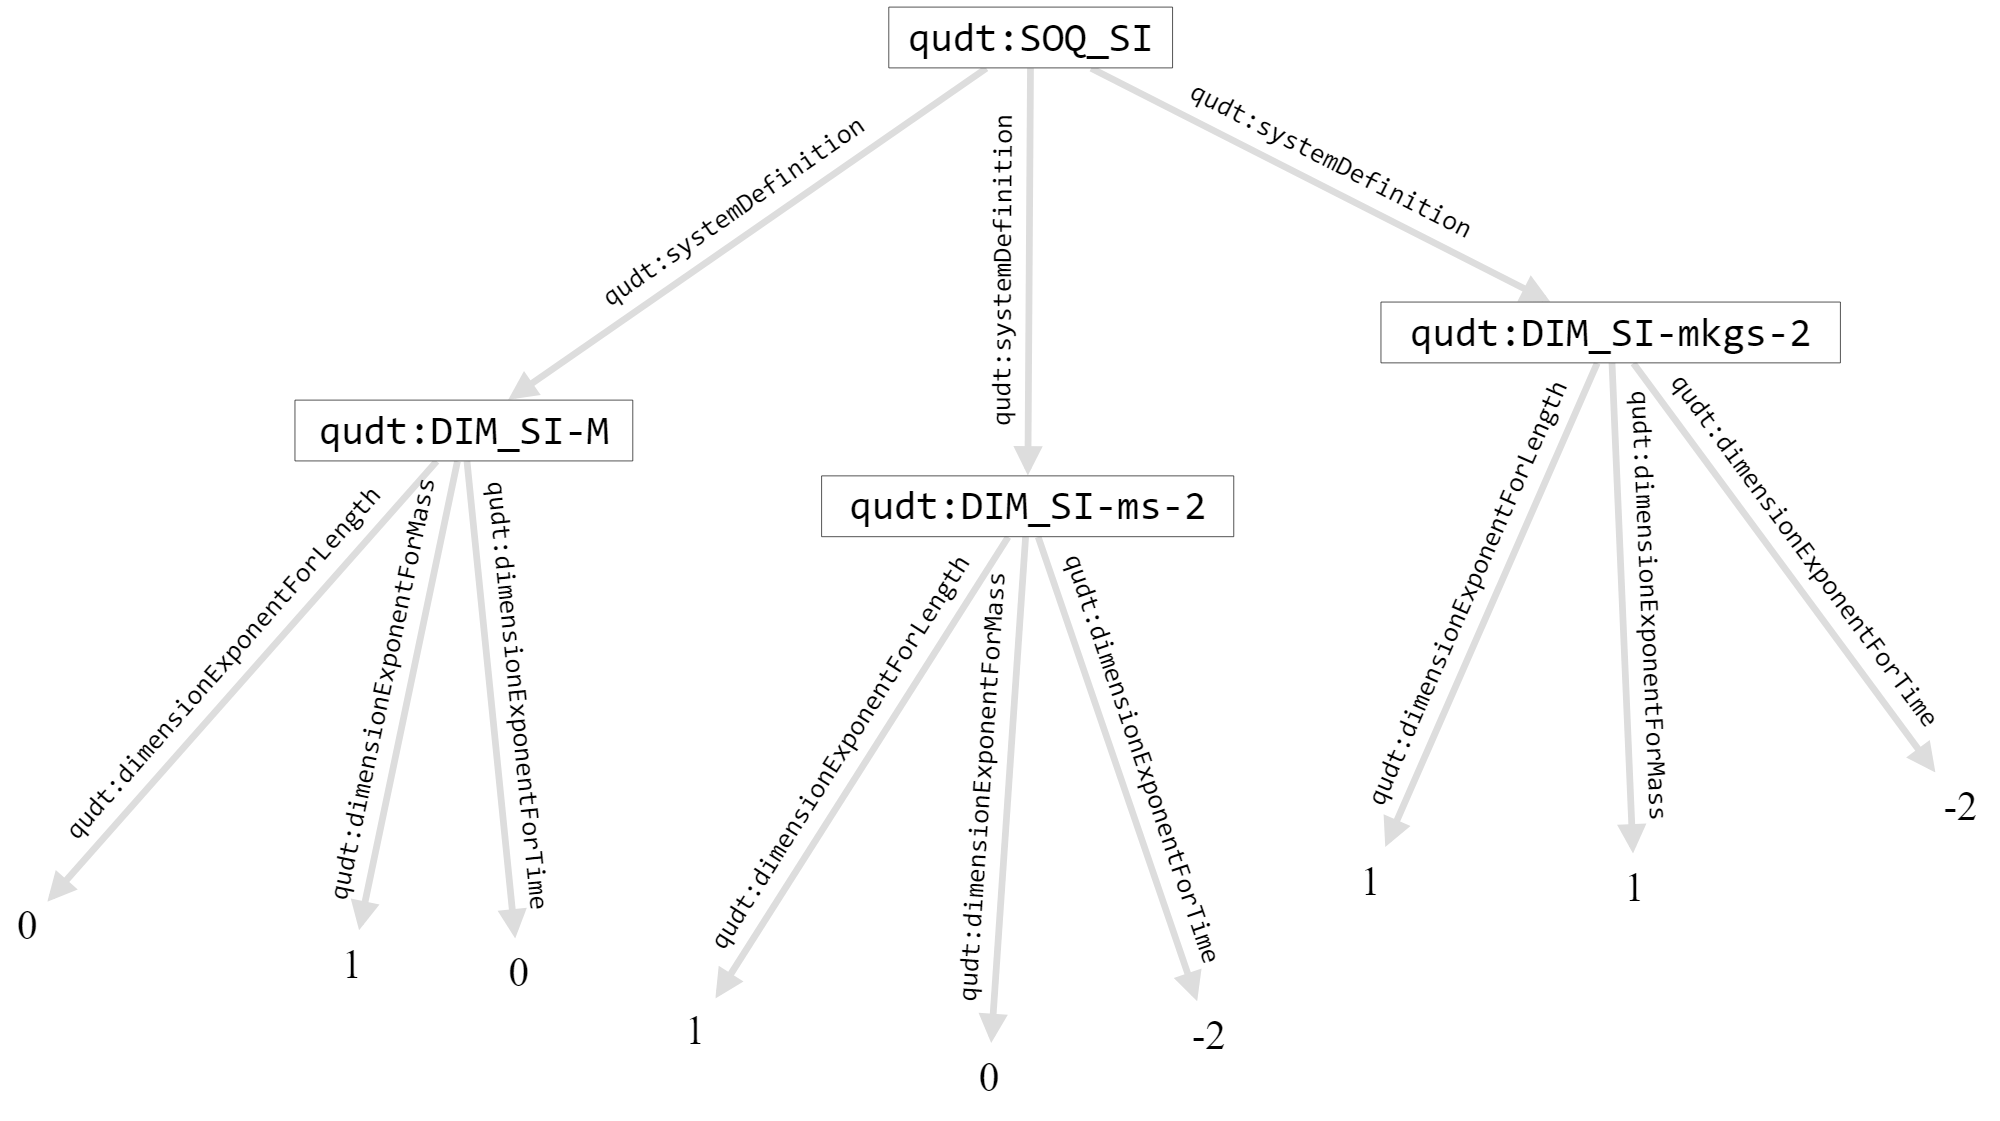 qudt:SOQ_SI
qudt:systemDefinition
qudt:systemDefinition
qudt:systemDefinition
qudt:DIM_SI-mkgs-2
qudt:DIM_SI-M
qudt:DIM_SI-ms-2
qudt:dimensionExponentForLength
qudt:dimensionExponentForMass
qudt:dimensionExponentForTime
qudt:dimensionExponentForLength
qudt:dimensionExponentForMass
qudt:dimensionExponentForTime
qudt:dimensionExponentForLength
qudt:dimensionExponentForMass
qudt:dimensionExponentForTime
0
1
0
1
0
-2
1
1
-2